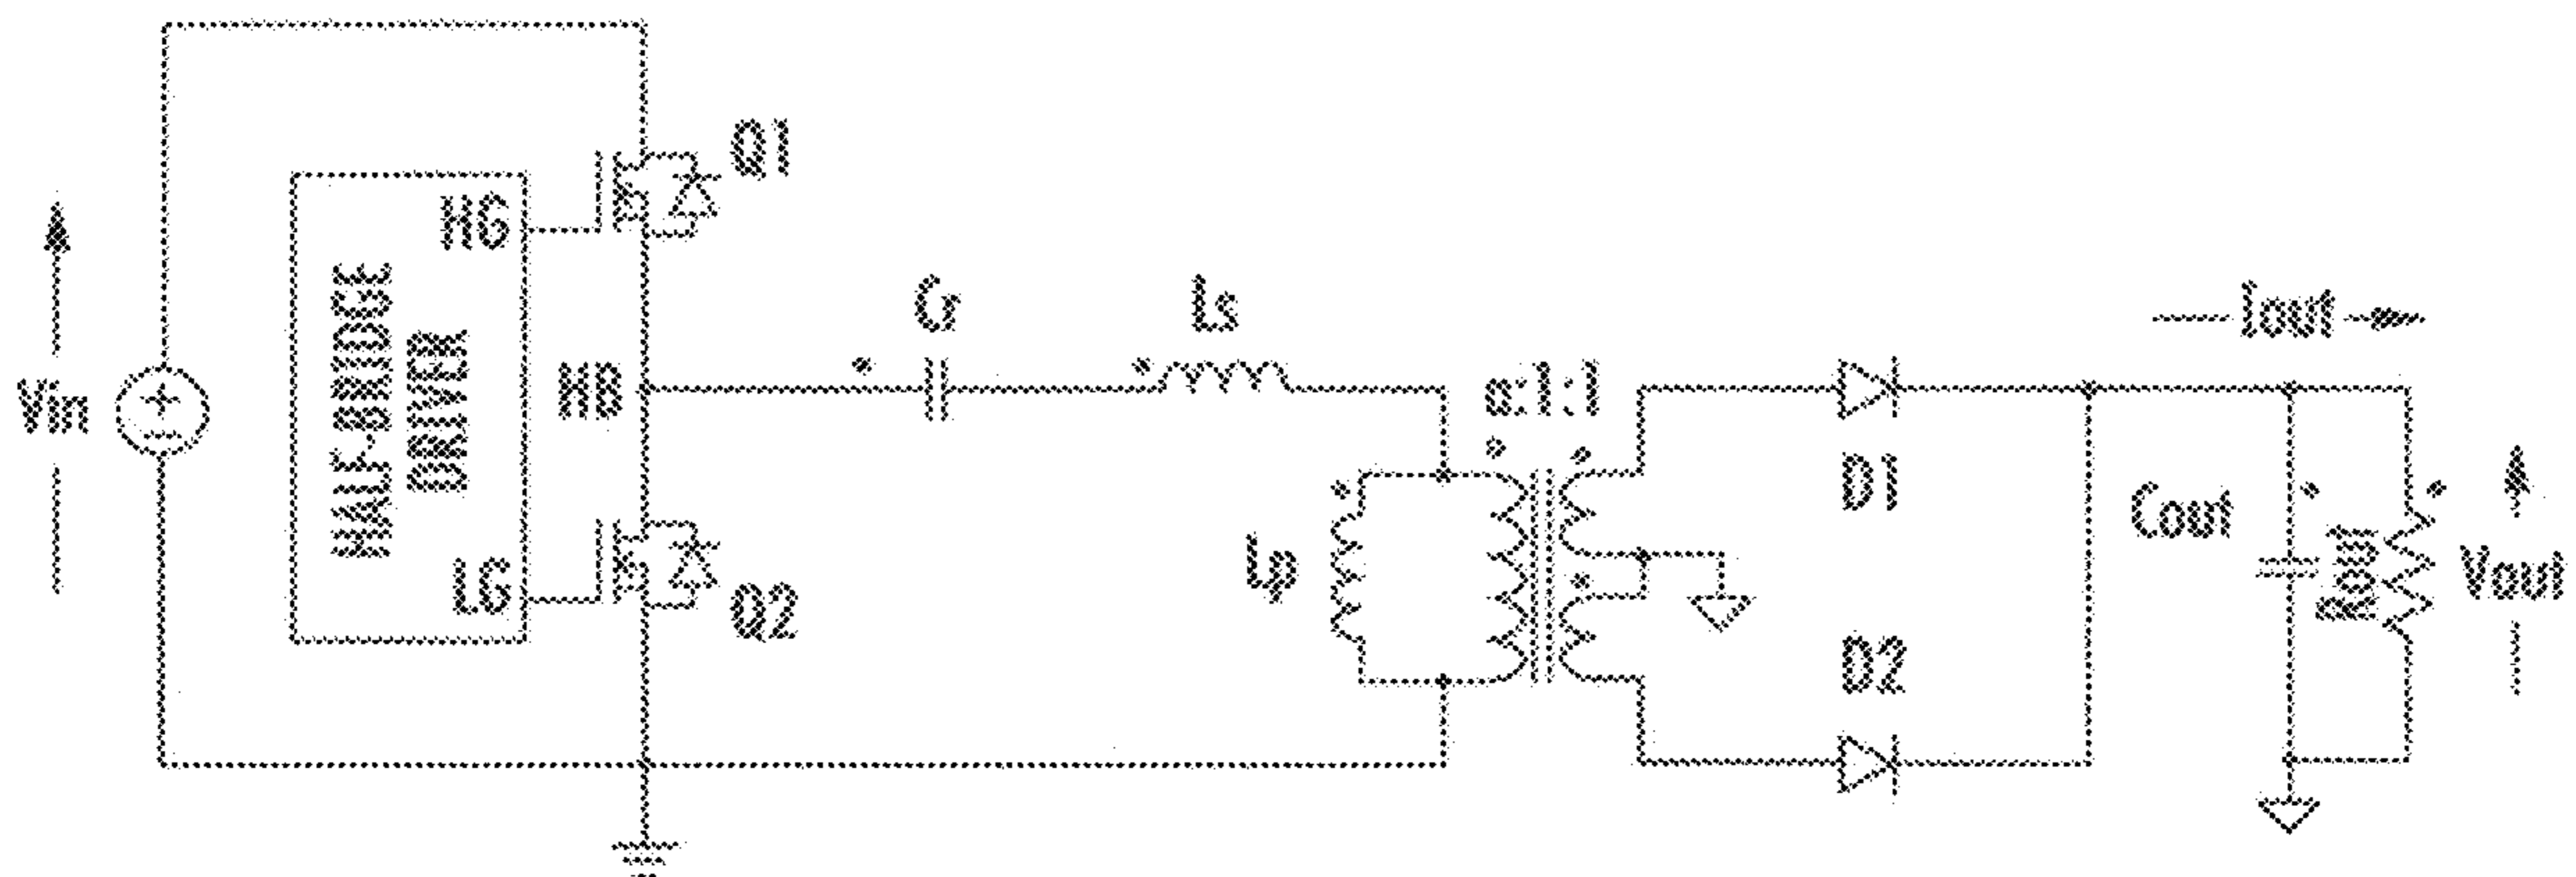 Vin
HALF-BRIDGE
DRIVER
HG
LG
HB
Q1
Q2
Cr
Ls
Lp
α:1:1
D1
D2
Iout
Cout
Rout
Vout